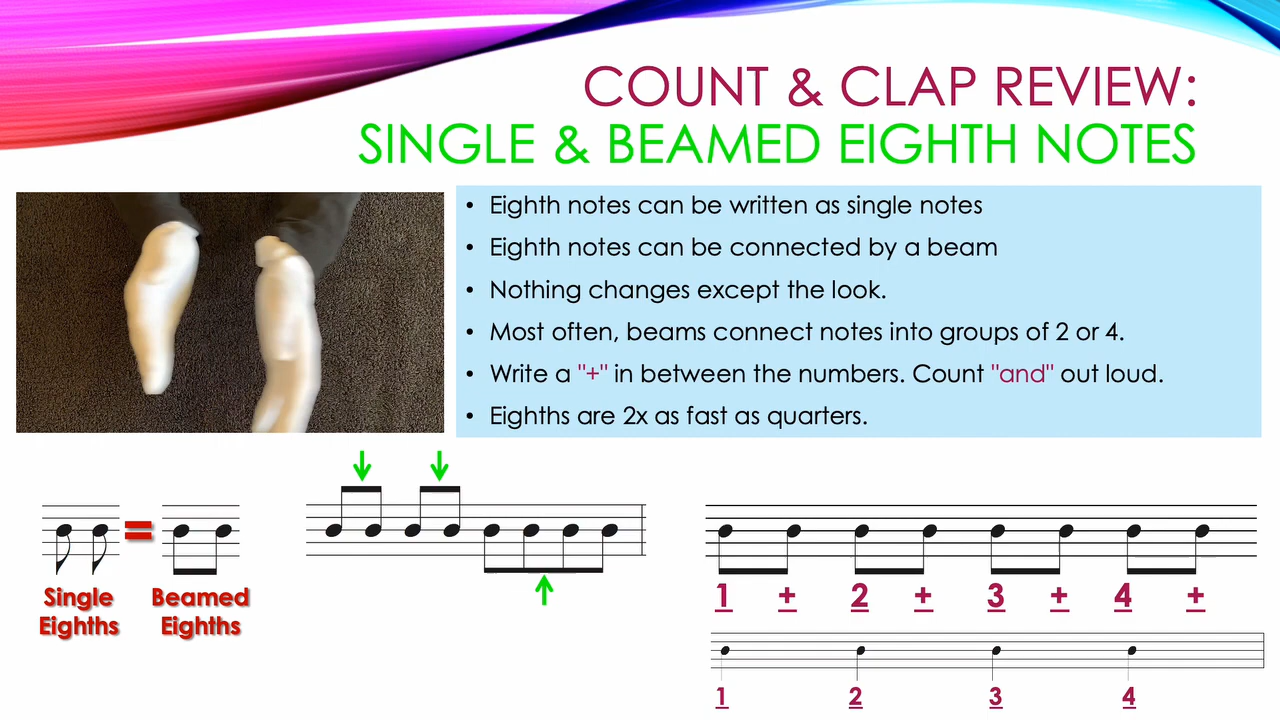 COUNT & CLAP REVIEW:
SINGLE & BEAMED EIGHTH NOTES
• Eighth notes can be written as single notes
• Eighth notes can be connected by a beam
• Nothing changes except the look.
• Most often, beams connect notes into groups of 2 or 4.
• Write a "+" in between the numbers. Count "and" out loud.
• Eighths are 2x as fast as quarters.
=
Single
Eighths
Beamed
Eighths
1 + 2 + 3 + 4 +
1 2 3 4